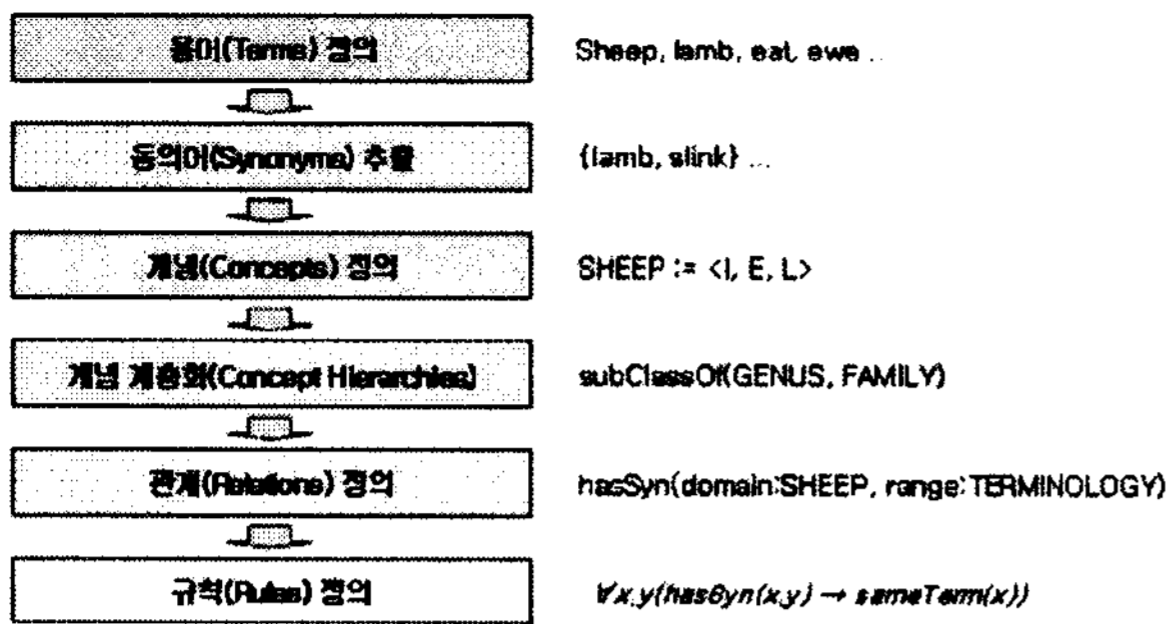 용어(Terms) 정의
Sheep, lamb, eat, ewe ..
동의어(Synonyms) 추출
{lamb, slink} ...
개념(Concepts) 정의
SHEEP := <I, E, L>
개념 계층화(Concept Hierarchies)
subClassOf(GENUS, FAMILY)
관계(Relations) 정의
hasSyn(domain:SHEEP, range:TERMINOLOGY)
규칙(Rules) 정의
∀x,y(hasSyn(x,y) → sameTerm(x))